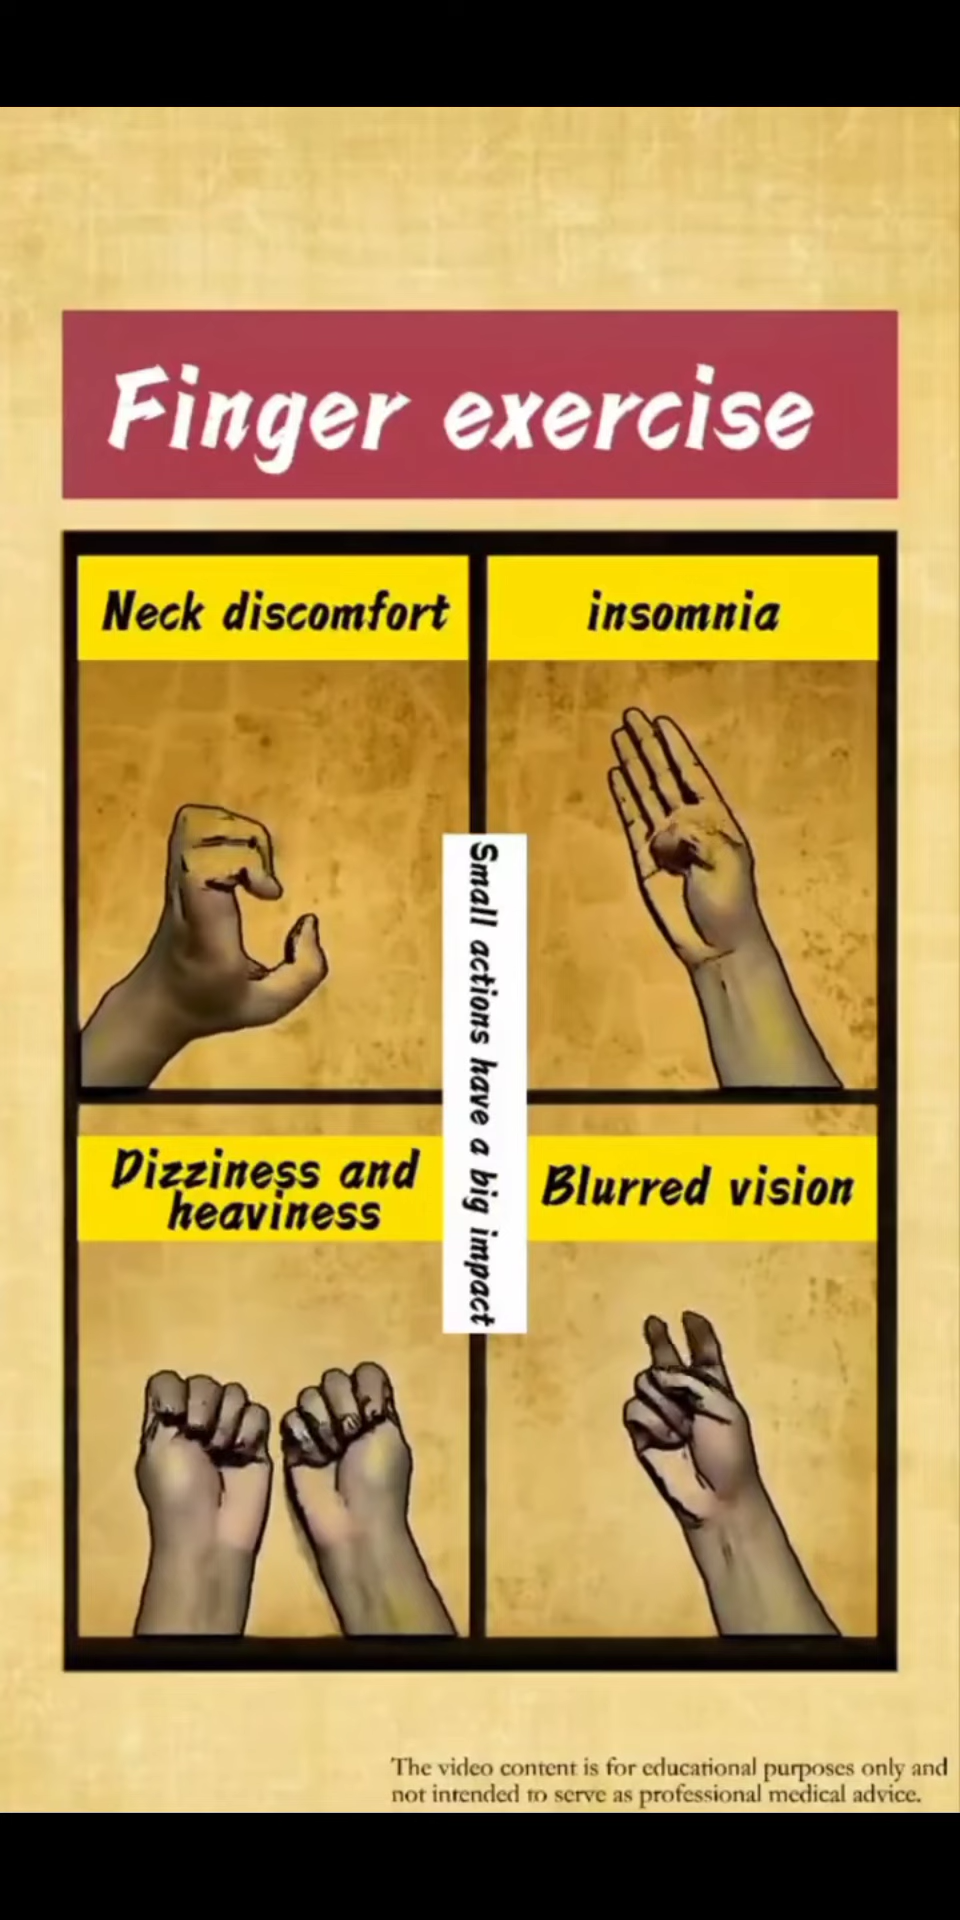 Finger exercise
Neck discomfort
insomnia
Small actions have a big impact
Dizziness and
heaviness
Blurred vision
The video content is for educational purposes only and
not intended to serve as professional medical advice.